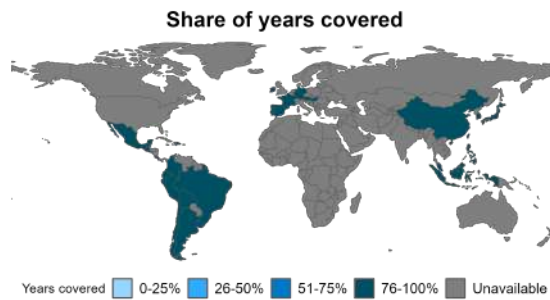 Share of years covered
Years covered 0-25% 26-50% 51-75% 76-100% Unavailable